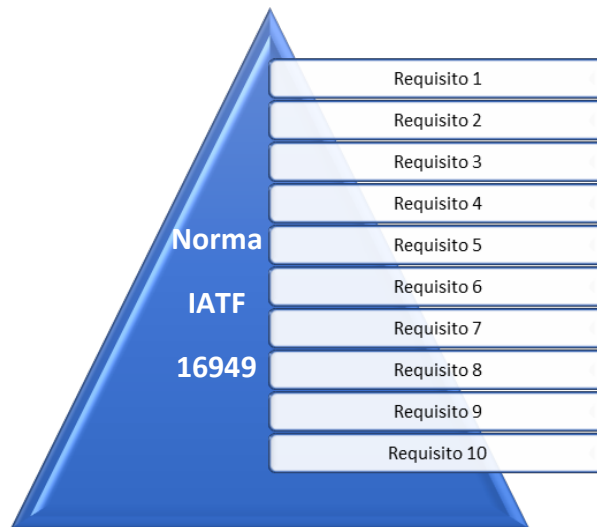 Requisito 1
Requisito 2
Requisito 3
Requisito 4
Norma
Requisito 5
IATF
Requisito 6
Requisito 7
16949
Requisito 8
Requisito 9
Requisito 10